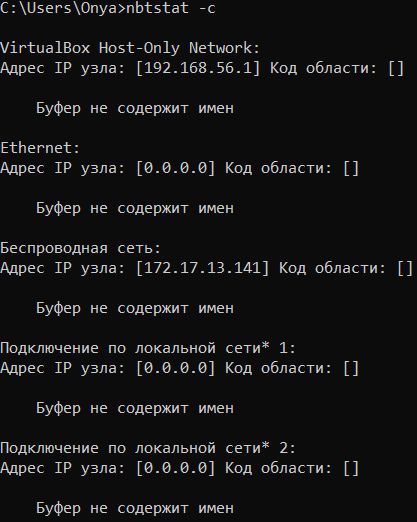 C:\Users\Onya>nbtstat -c
VirtualBox Host-Only Network:
Адрес IP узла: [192.168.56.1] Код области: []
Буфер не содержит имен
Ethernet:
Адрес IP узла: [0.0.0.0] Код области: []
Буфер не содержит имен
Беспроводная сеть:
Адрес IP узла: [172.17.13.141] Код области: []
Буфер не содержит имен
Подключение по локальной сети* 1:
Адрес IP узла: [0.0.0.0] Код области: []
Буфер не содержит имен
Подключение по локальной сети* 2:
Адрес IP узла: [0.0.0.0] Код области: []
Буфер не содержит имен